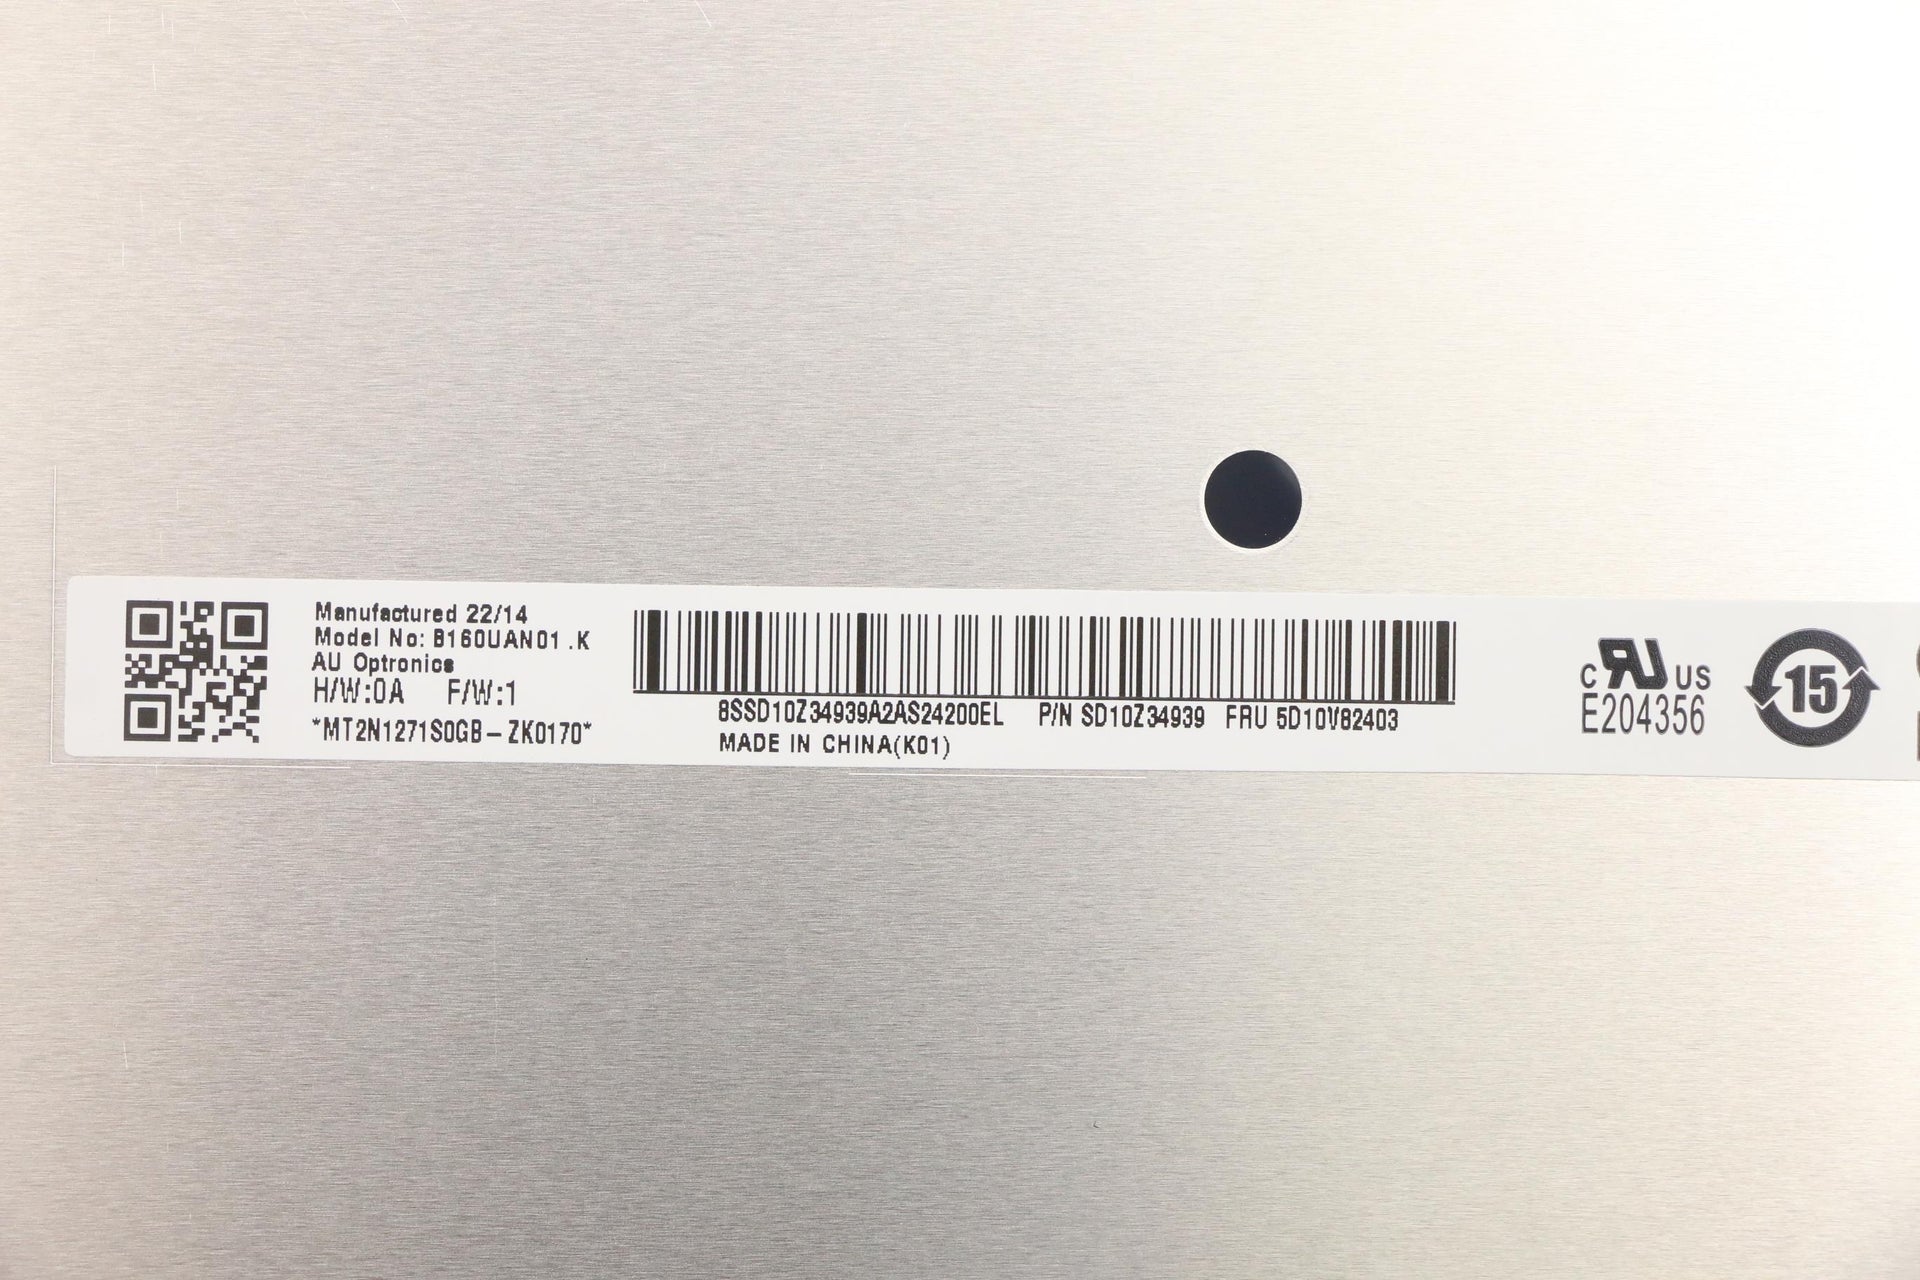 Manufactured 22/14
Model No: B160UAN01 .K
AU Optronics
H/W:0A F/W:1
*MT2N1271S0GB-ZK0170*
8SSD10Z34939A2AS24200EL P/N SD10Z34939 FRU 5D10V82403
MADE IN CHINA(K01)
C RU US
E204356
15